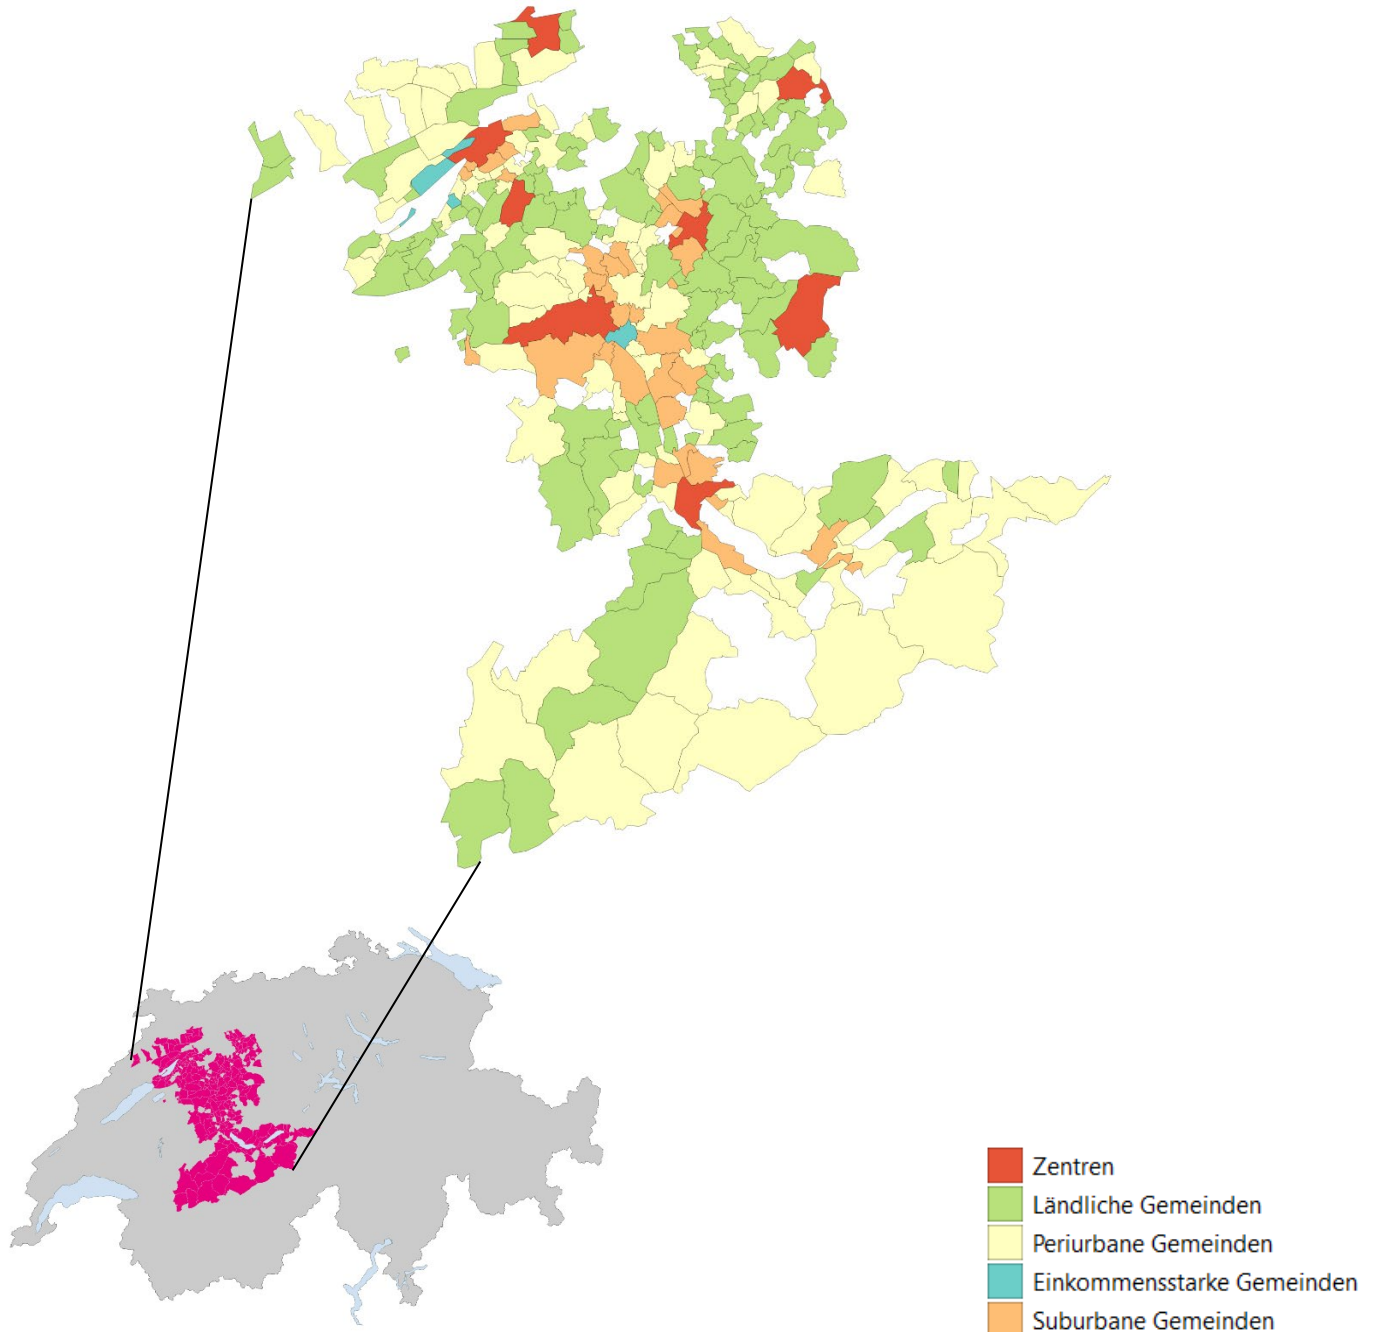 Zentren
Ländliche Gemeinden
Periurbane Gemeinden
Einkommensstarke Gemeinden
Suburbane Gemeinden